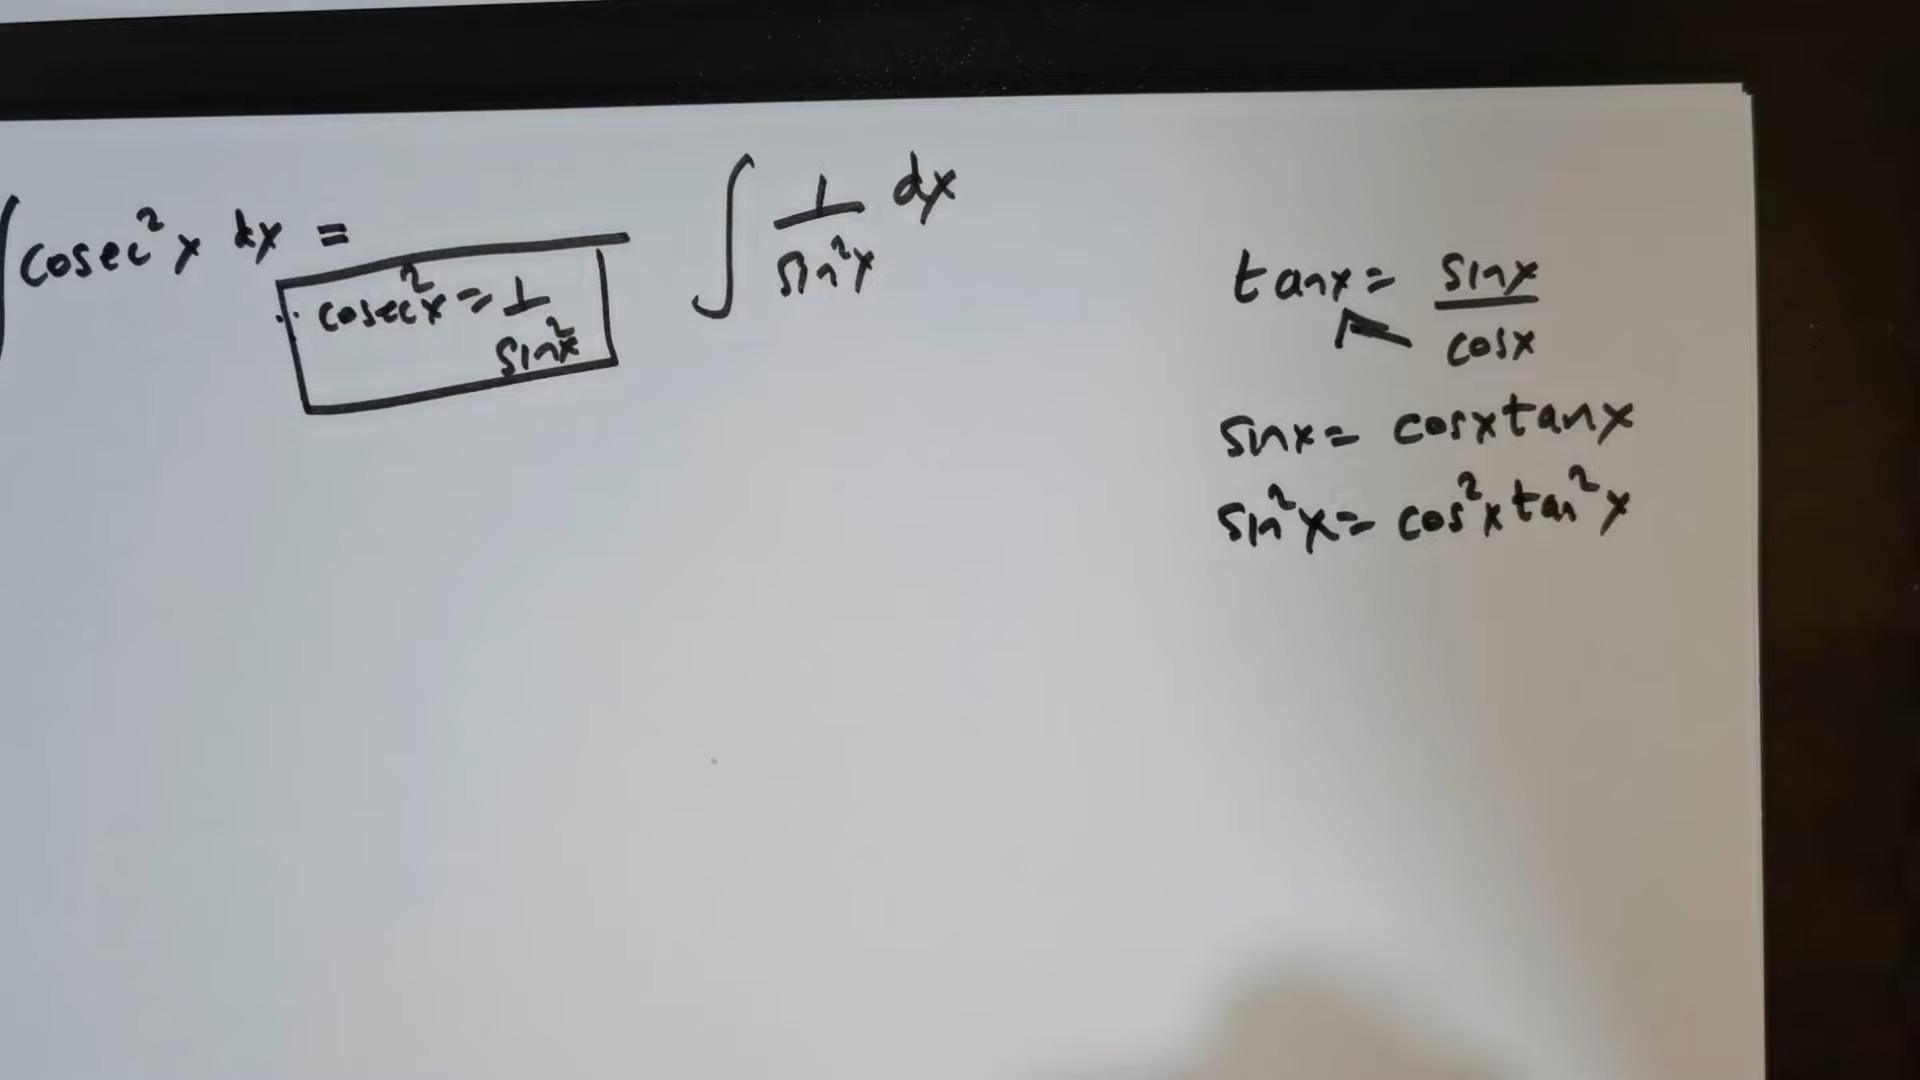 ∫ cosec²x dx =
∵ cosec²x = 1/sin²x
∫ 1/sin²x dx
tanx = sinx/cosx
sinx = cosxtanx
sin²x = cos²xtan²x